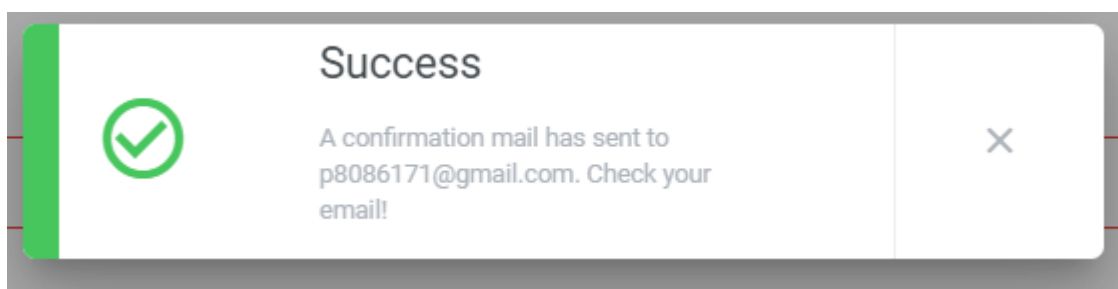 Success
A confirmation mail has sent to
p8086171@gmail.com. Check your
email!